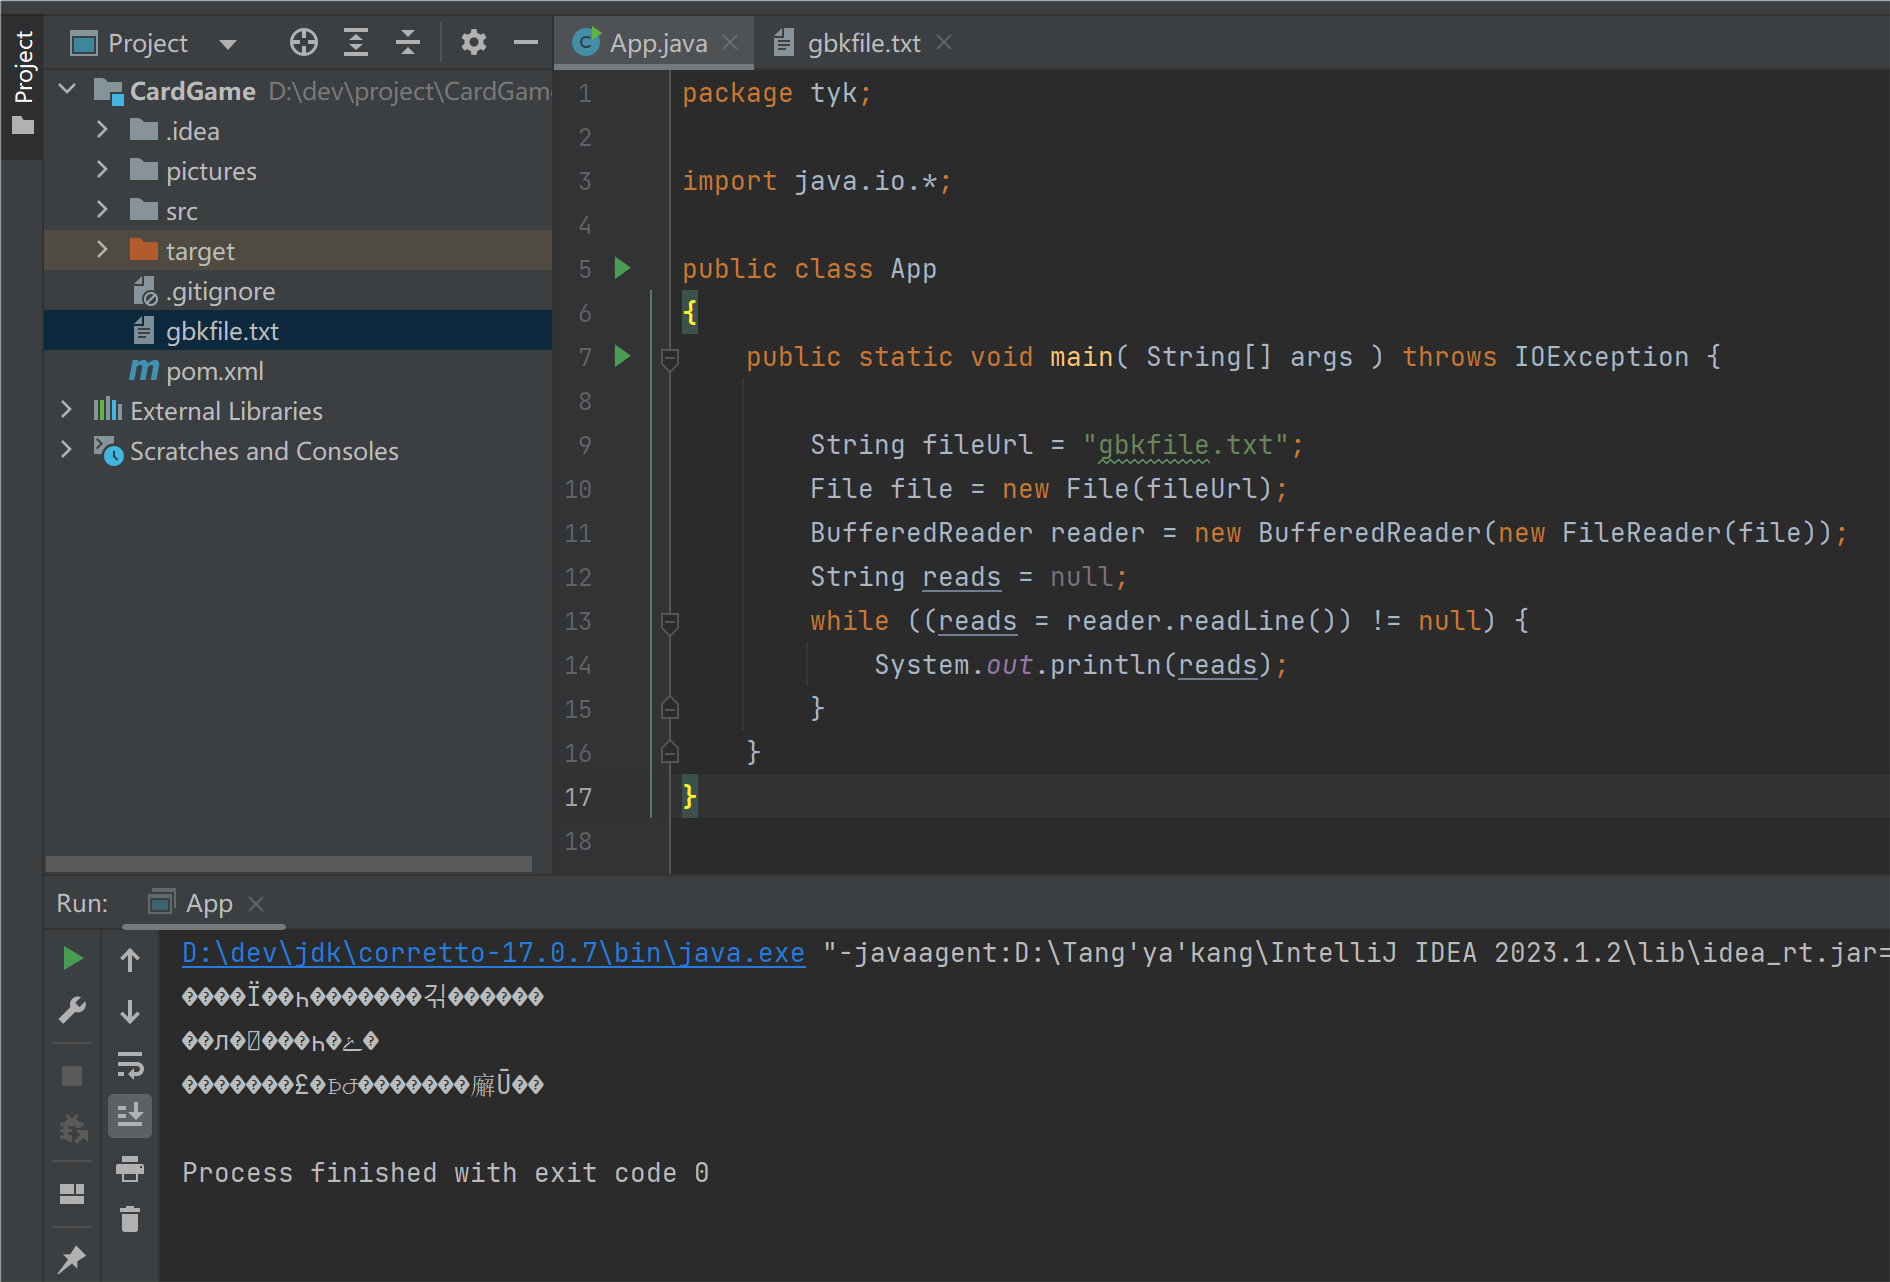 Project
Project
CardGame D:\dev\project\CardGam
.idea
pictures
src
target
.gitignore
gbkfile.txt
pom.xml
External Libraries
Scratches and Consoles
App.java
gbkfile.txt
1 package tyk;
2
3 import java.io.*;
4
5 public class App
6 {
7 public static void main( String[] args ) throws IOException {
8
9 String fileUrl = "gbkfile.txt";
10 File file = new File(fileUrl);
11 BufferedReader reader = new BufferedReader(new FileReader(file));
12 String reads = null;
13 while ((reads = reader.readLine()) != null) {
14 System.out.println(reads);
15 }
16 }
17 }
18
Run: App
D:\dev\jdk\corretto-17.0.7\bin\java.exe "-javaagent:D:\Tang'ya'kang\IntelliJ IDEA 2023.1.2\lib\idea_rt.jar=
Process finished with exit code 0